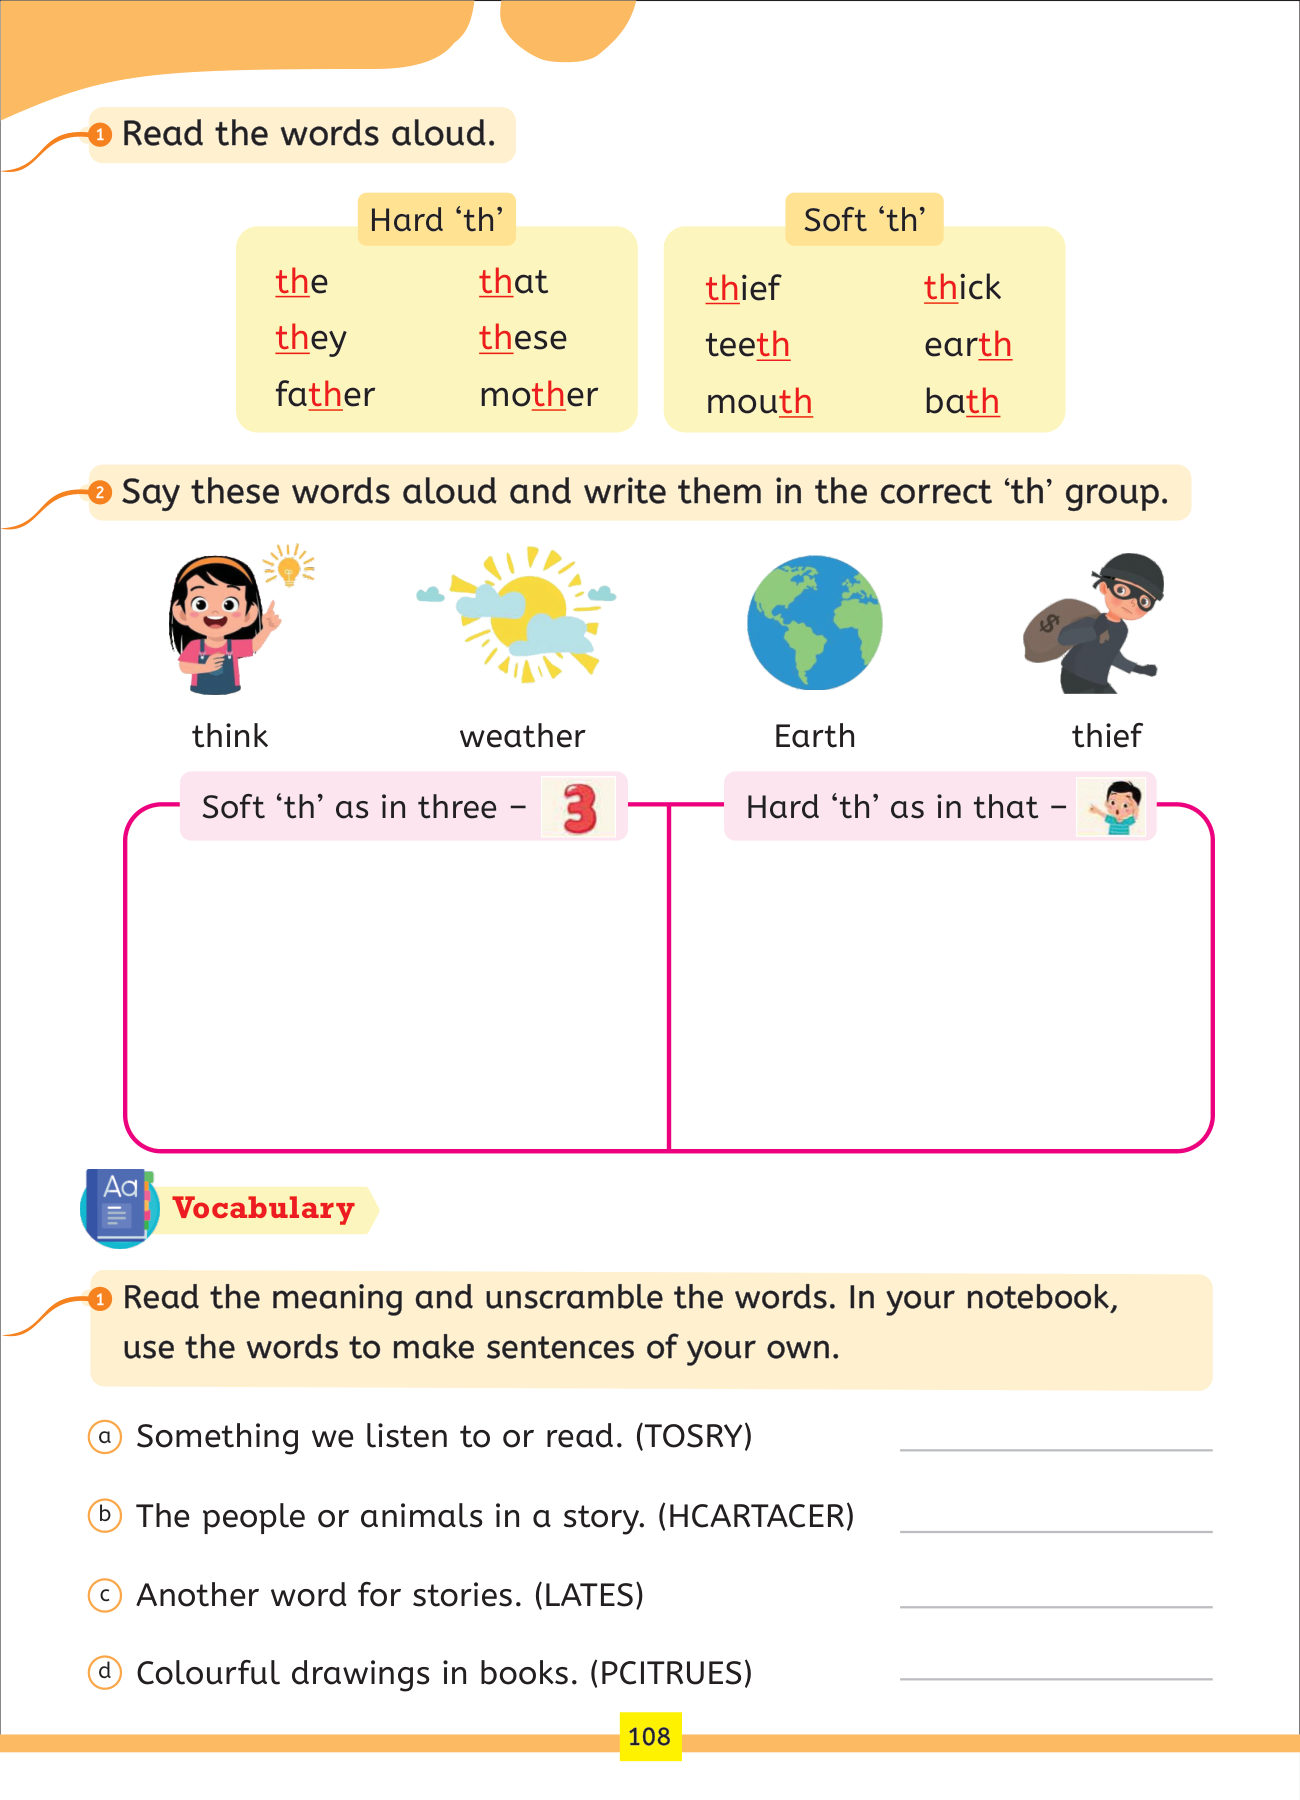 1 Read the words aloud.
Hard ‘th’
the that
they these
father mother
Soft ‘th’
thief thick
teeth earth
mouth bath
2 Say these words aloud and write them in the correct ‘th’ group.
$
think weather Earth thief
Soft ‘th’ as in three – 3
Hard ‘th’ as in that –
Aa
Vocabulary
1 Read the meaning and unscramble the words. In your notebook,
use the words to make sentences of your own.
a Something we listen to or read. (TOSRY)
b The people or animals in a story. (HCARTACER)
c Another word for stories. (LATES)
d Colourful drawings in books. (PCITRUES)
108